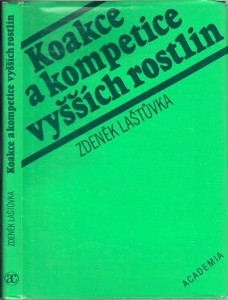 Koakce a kompetice vyšších rostlin
ZDENĚK LAŠTŮVKA
Koakce
a kompetice
vyšších rostlin
ZDENĚK LAŠTŮVKA
ACADEMIA